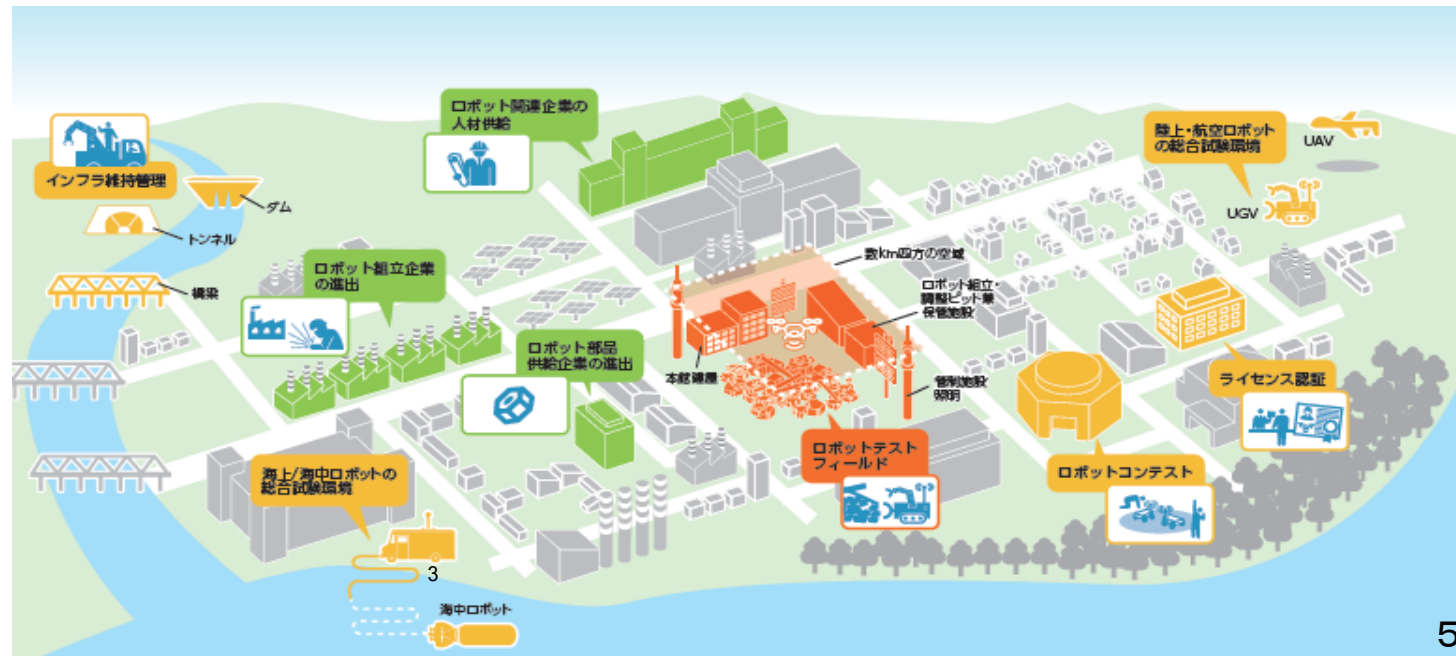 ロボット関連企業の
人材供給
陸上・航空ロボット
の総合試験環境
UAV
UGV
インフラ維持管理
ダム
トンネル
橋梁
ロボット組立企業
の進出
数km四方の空域
ロボット組立・
調整ピット兼
保管施設
ロボット部品
供給企業の進出
本館建屋
管制施設
照明
ライセンス認証
ロボットテスト
フィールド
ロボットコンテスト
海上/海中ロボットの
総合試験環境
3
海中ロボット
5